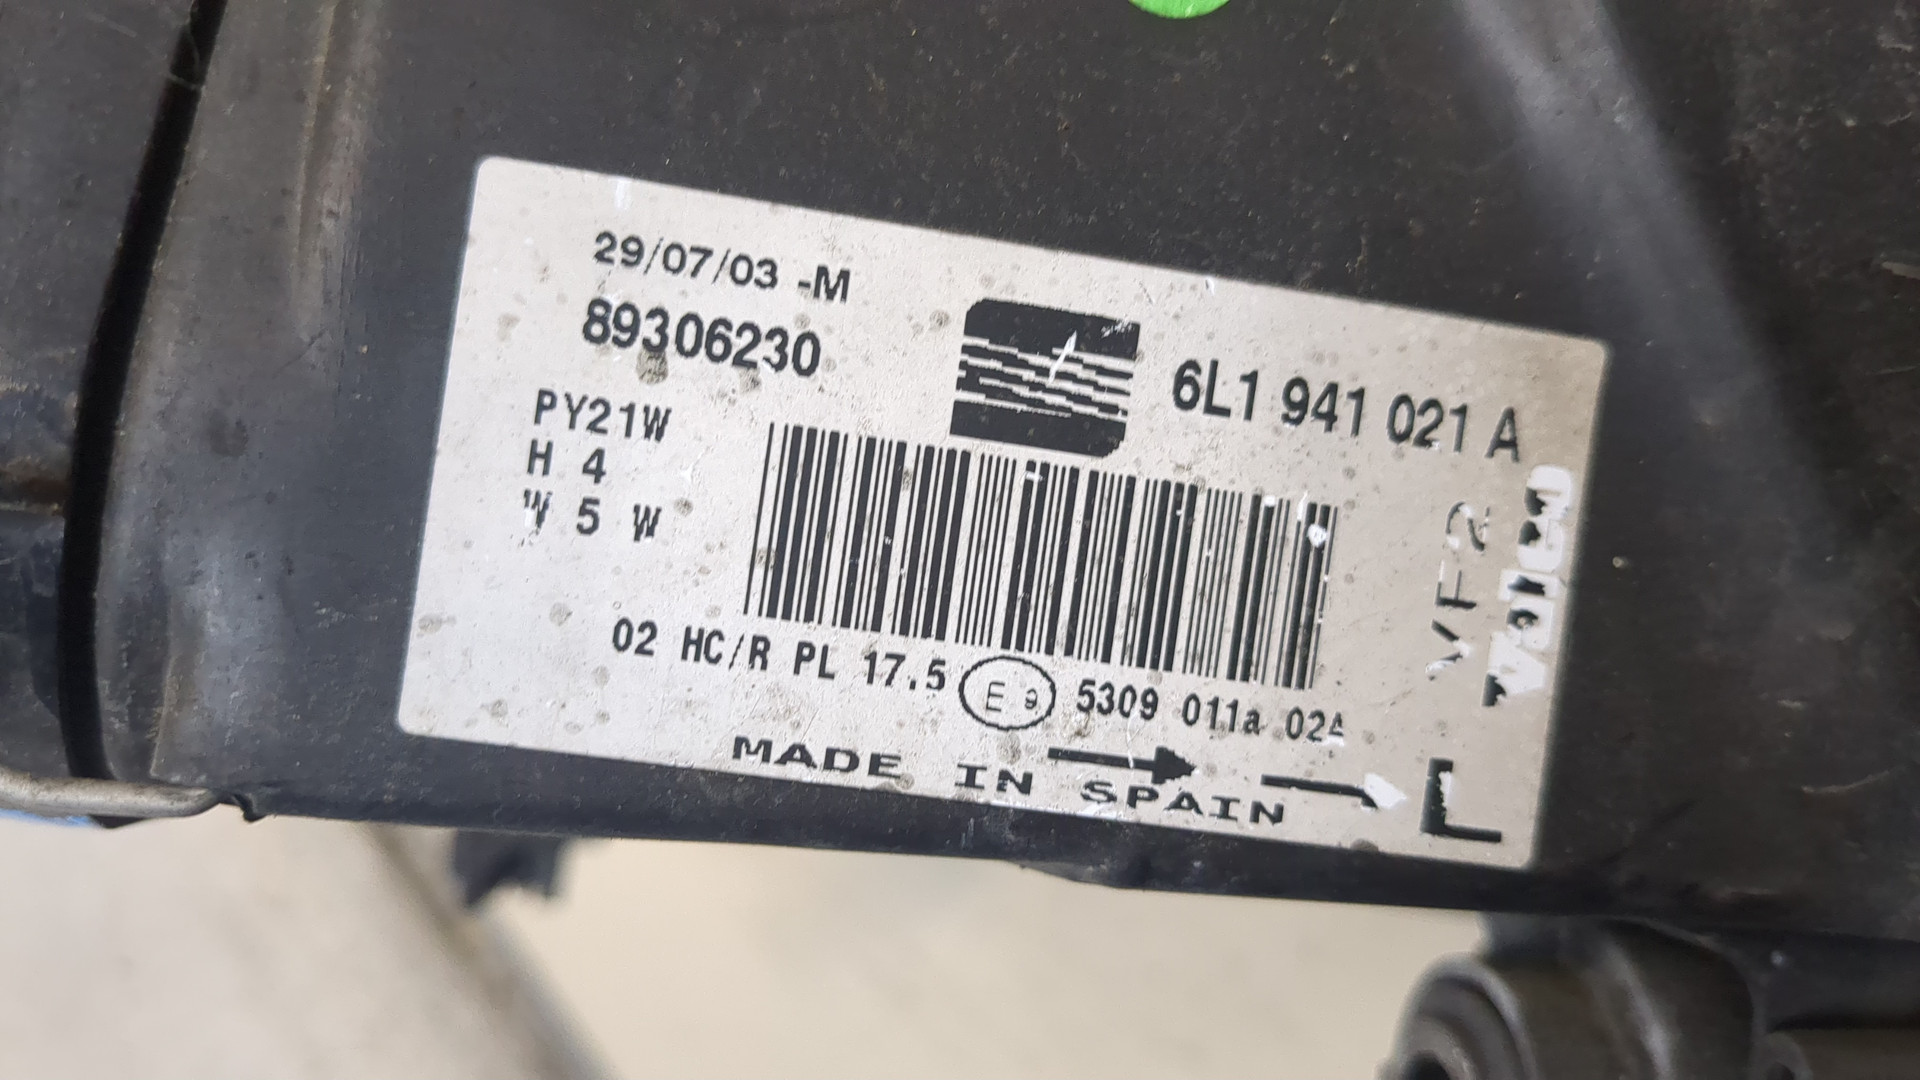 29/07/03 -M
89306230
6L1 941 021 A
PY21W
H 4
W 5 W
VF2
Valeo
02 HC/R PL 17.5 E 9 5309 011a 02A
MADE IN SPAIN
L